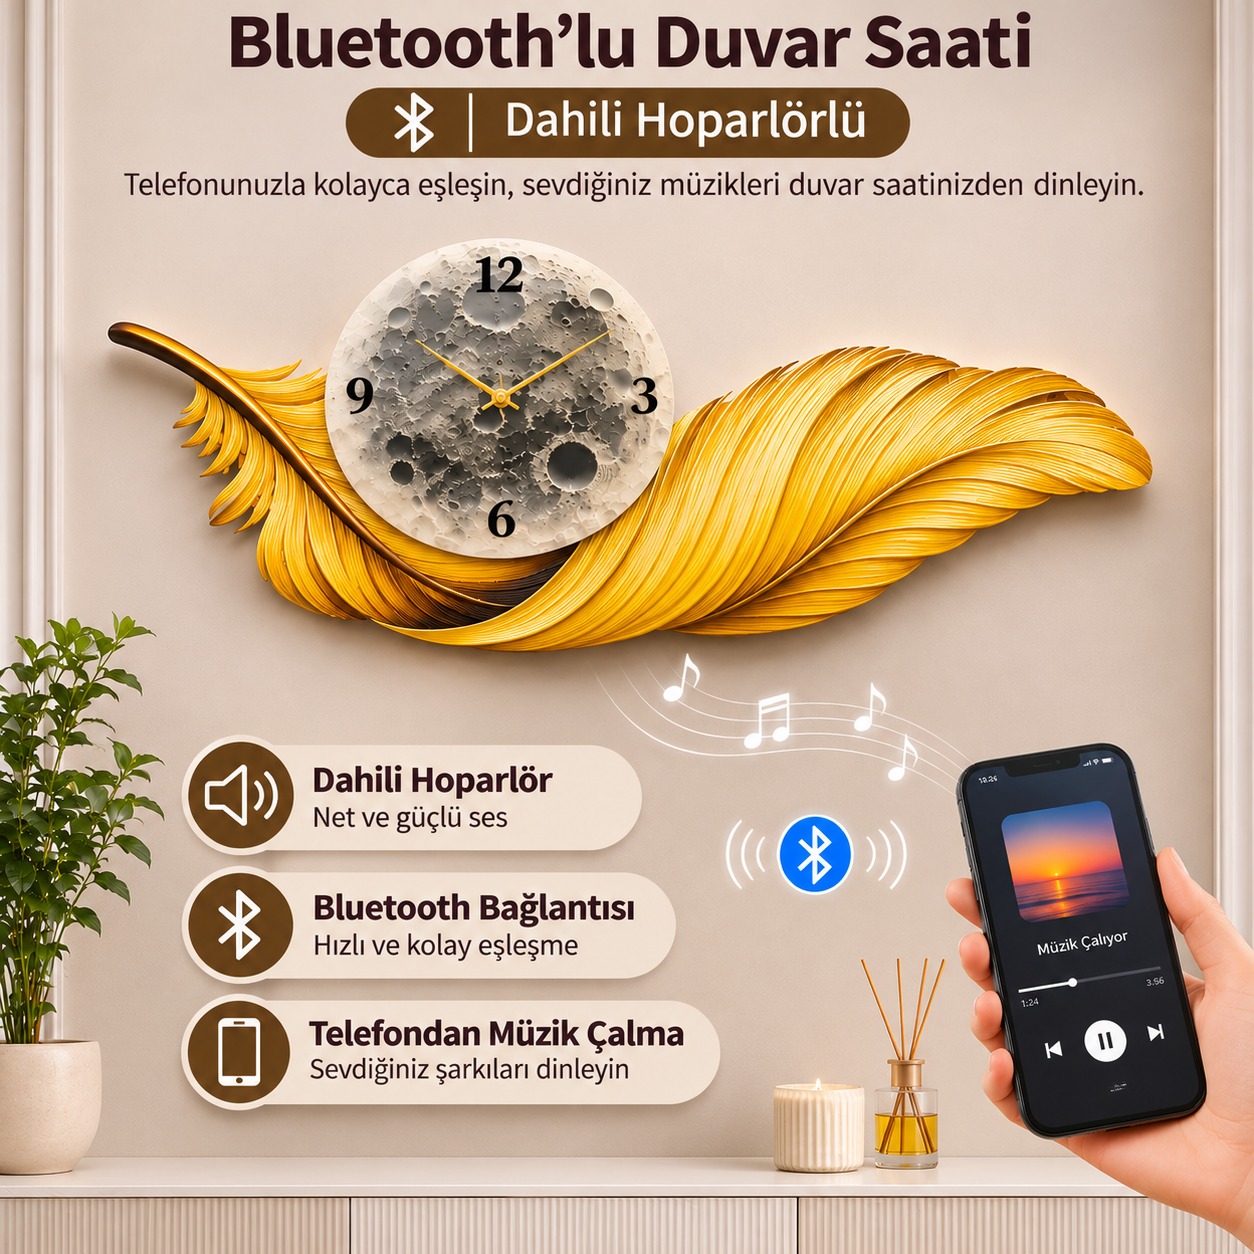 Bluetooth’lu Duvar Saati
Dahili Hoparlörlü
Telefonunuzla kolayca eşleşin, sevdiğiniz müzikleri duvar saatinizden dinleyin.
12
9
3
6
Dahili Hoparlör
Net ve güçlü ses
Bluetooth Bağlantısı
Hızlı ve kolay eşleşme
Telefondan Müzik Çalma
Sevdiğiniz şarkıları dinleyin
Müzik Çalıyor
1:24
3:56